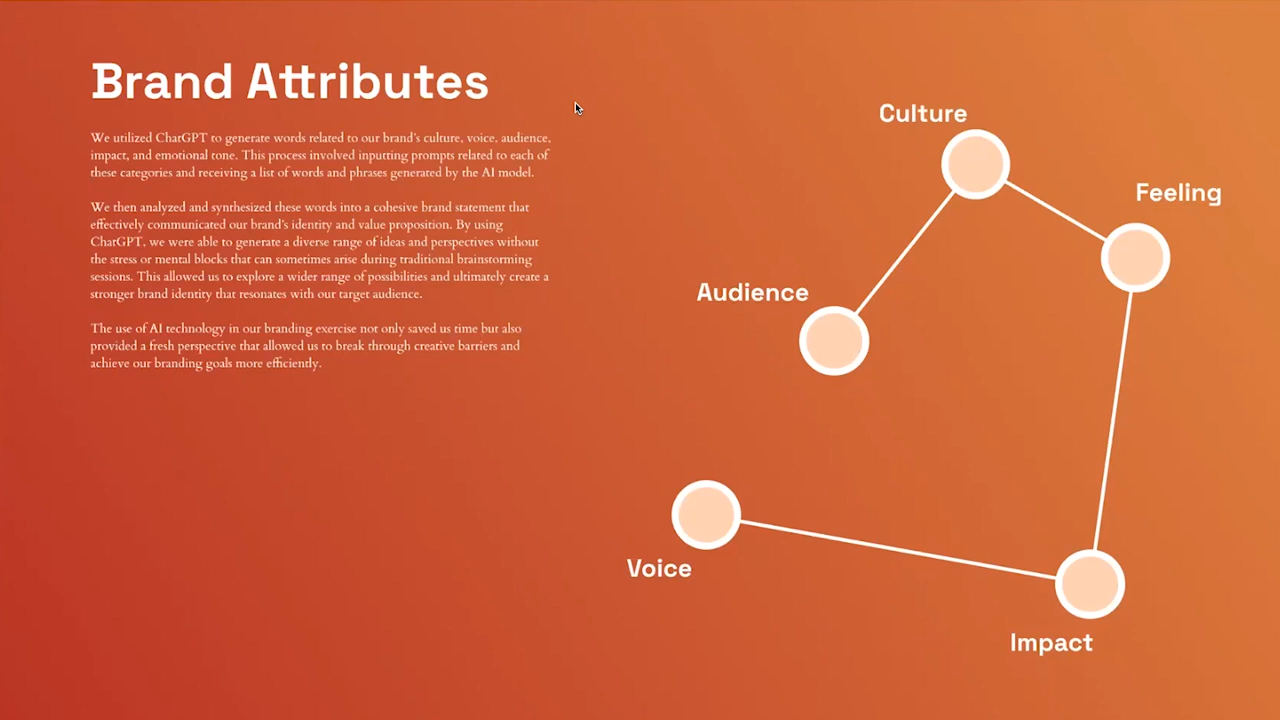 Brand Attributes
We utilized ChatGPT to generate words related to our brand's culture, voice, audience,
impact, and emotional tone. This process involved inputting prompts related to each of
these categories and receiving a list of words and phrases generated by the AI model.
We then analyzed and synthesized these words into a cohesive brand statement that
effectively communicated our brand's identity and value proposition. By using
ChatGPT, we were able to generate a diverse range of ideas and perspectives without
the stress or mental blocks that can sometimes arise during traditional brainstorming
sessions. This allowed us to explore a wider range of possibilities and ultimately create a
stronger brand identity that resonates with our target audience.
The use of AI technology in our branding exercise not only saved us time but also
provided a fresh perspective that allowed us to break through creative barriers and
achieve our branding goals more efficiently.
Culture
Feeling
Audience
Voice
Impact